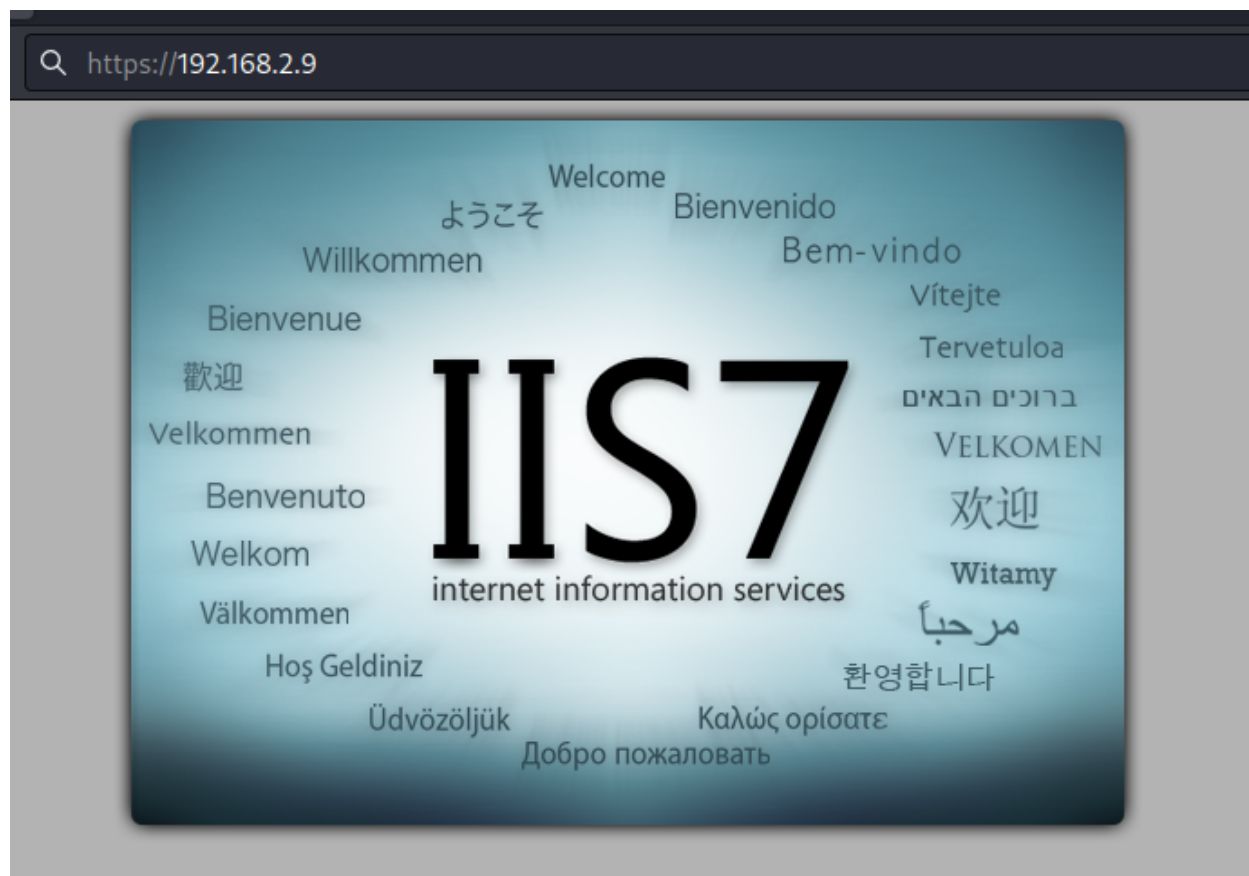 https://192.168.2.9
Welcome
ようこそ
Bienvenido
Willkommen
Bem-vindo
Vítejte
Bienvenue
Tervetuloa
歡迎
ברוכים הבאים
Velkommen
VELKOMEN
IIS7
Benvenuto
欢迎
Welkom
Witamy
internet information services
Välkommen
مرحباً
Hoş Geldiniz
환영합니다
Üdvözöljük
Καλώς ορίσατε
Добро пожаловать